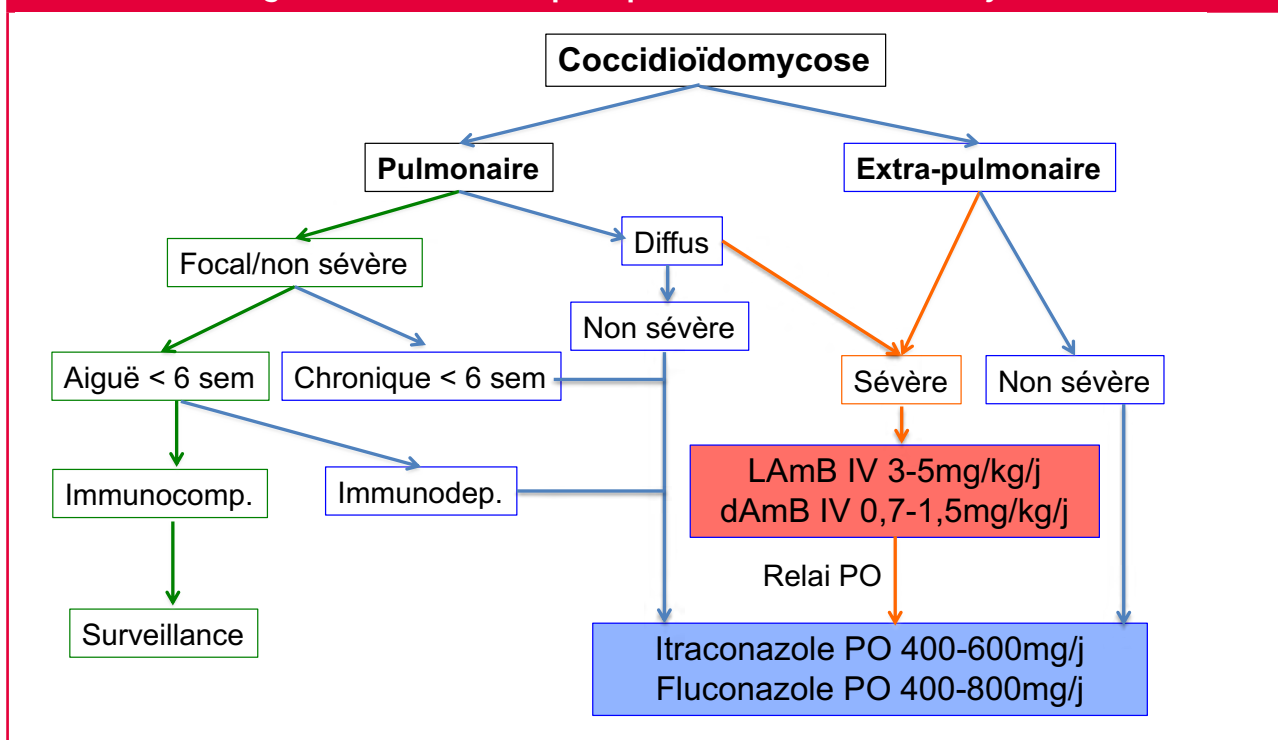 Coccidioïdomycose
Pulmonaire
Extra-pulmonaire
Focal/non sévère
Diffus
Non sévère
Aiguë < 6 sem
Chronique < 6 sem
Sévère
Non sévère
Immunocomp.
Immunodep.
LAmB IV 3-5mg/kg/j
dAmB IV 0,7-1,5mg/kg/j
Relai PO
Surveillance
Itraconazole PO 400-600mg/j
Fluconazole PO 400-800mg/j